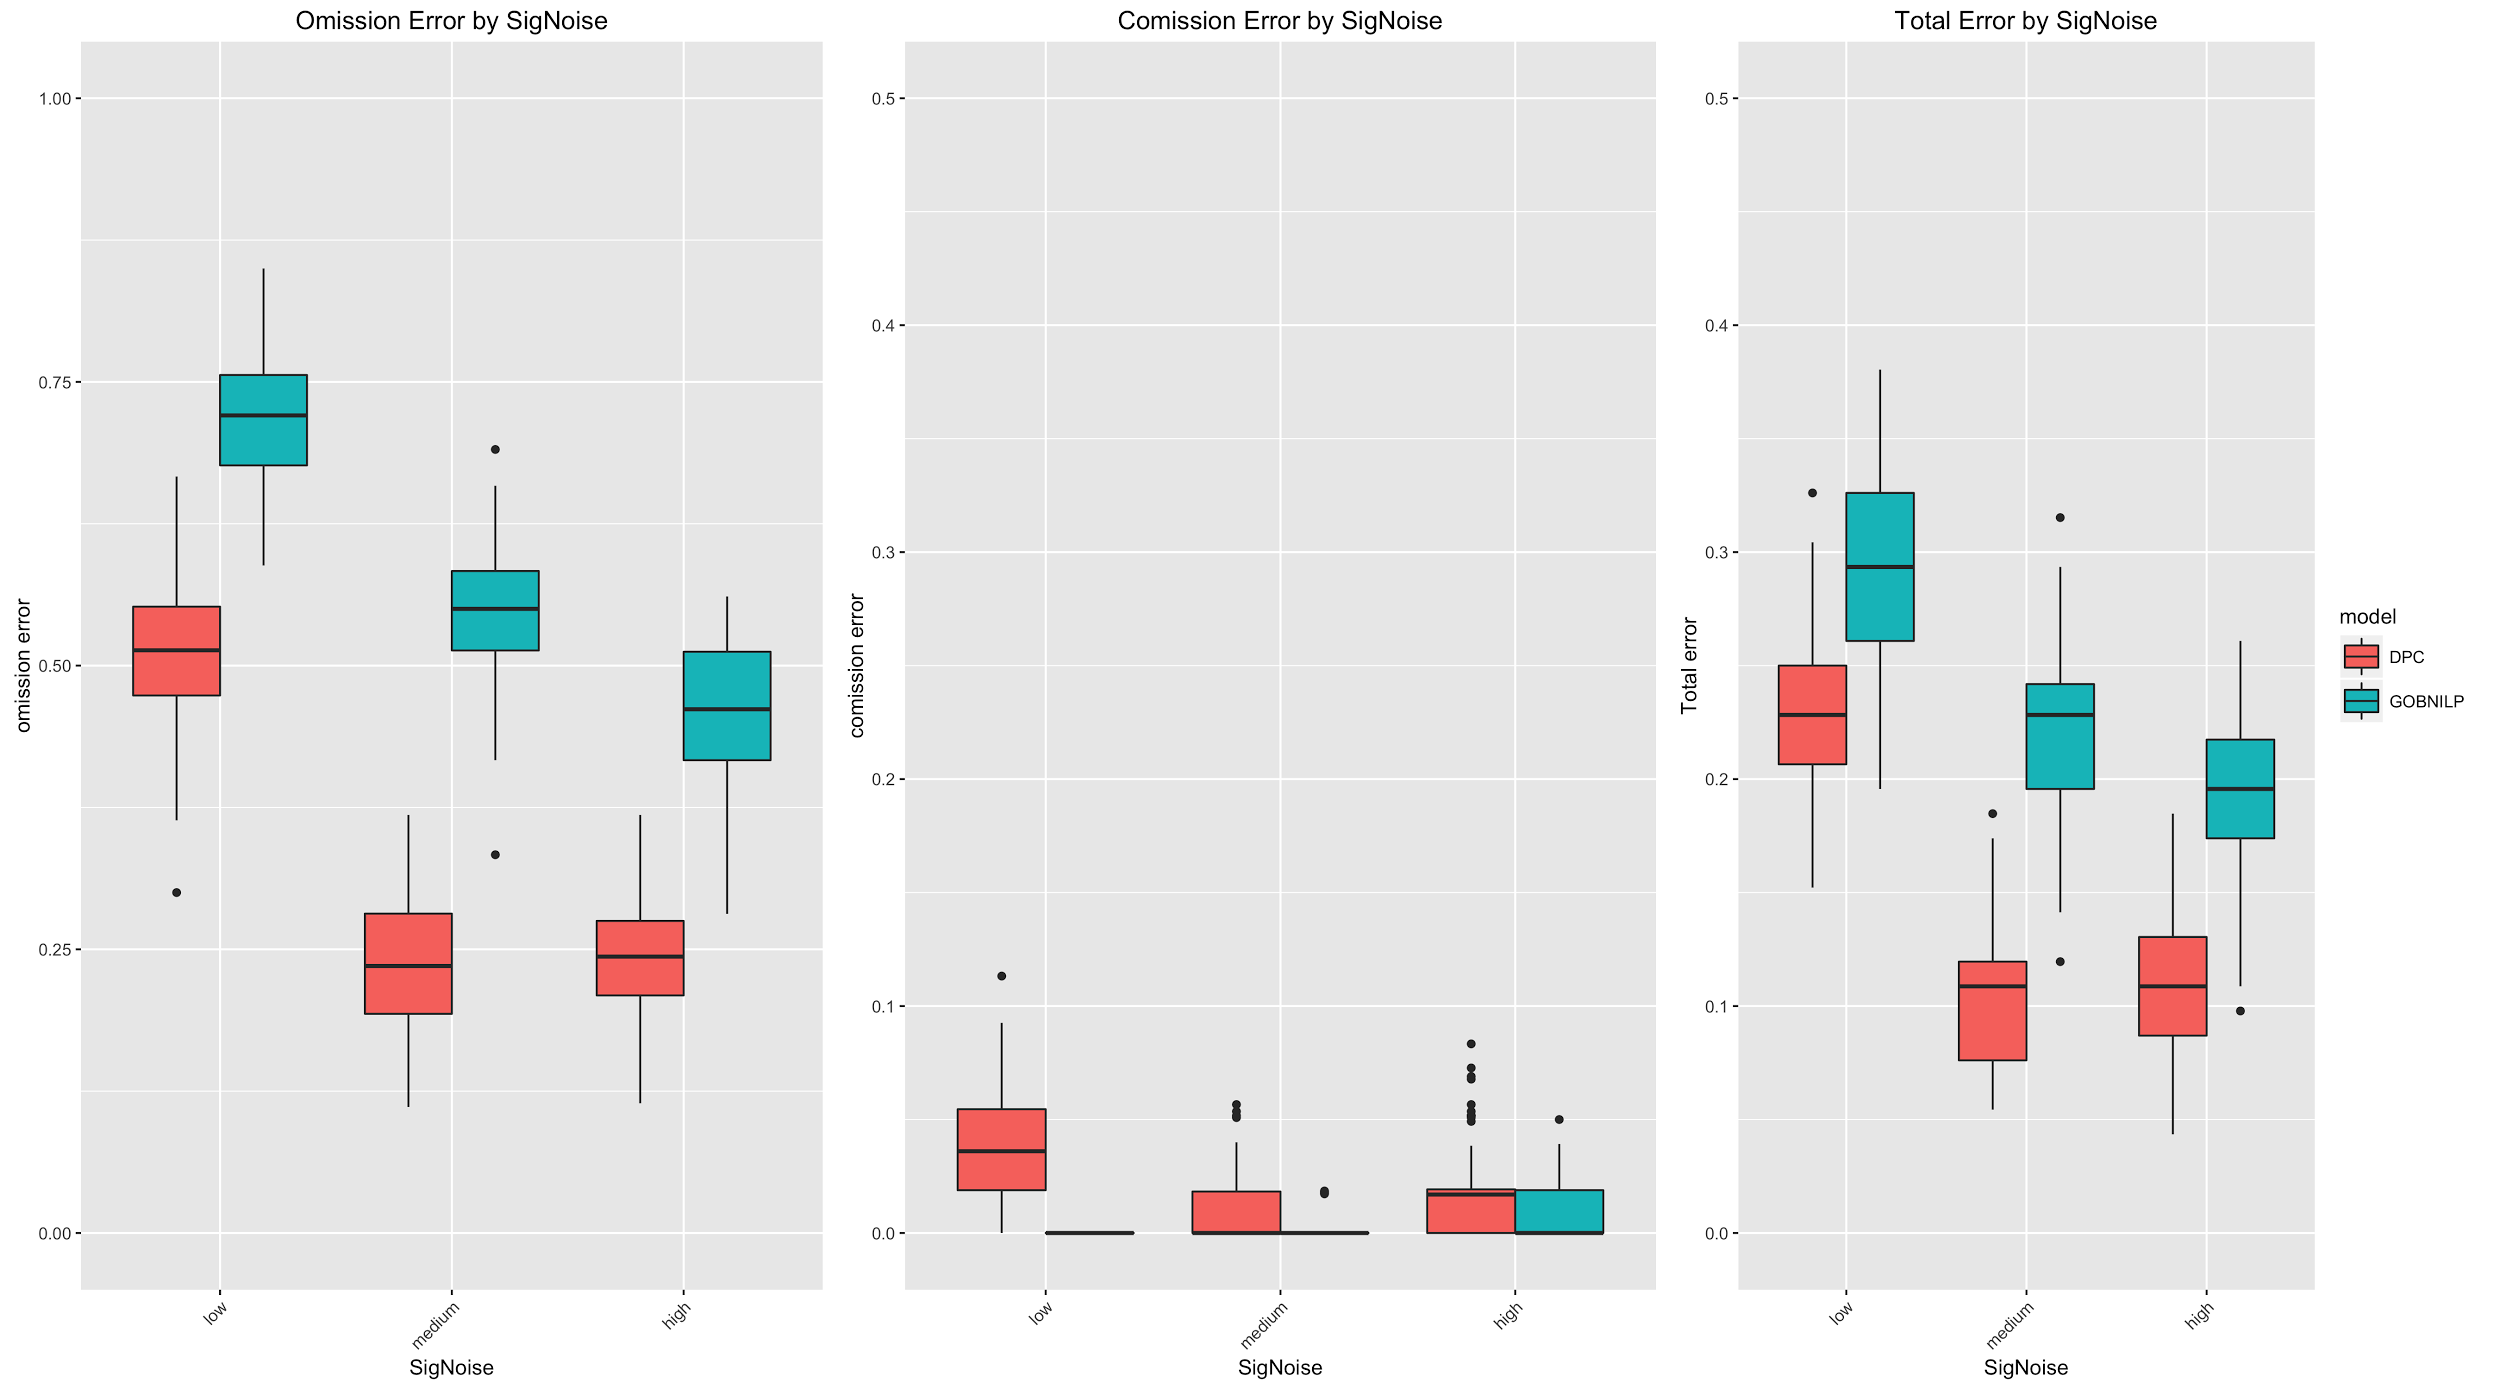 Omission Error by SigNoise
omission error
1.00
0.75
0.50
0.25
0.00
low
medium
high
SigNoise
Comission Error by SigNoise
comission error
0.5
0.4
0.3
0.2
0.1
0.0
low
medium
high
SigNoise
Total Error by SigNoise
Total error
0.5
0.4
0.3
0.2
0.1
0.0
low
medium
high
SigNoise
model
DPC
GOBNILP